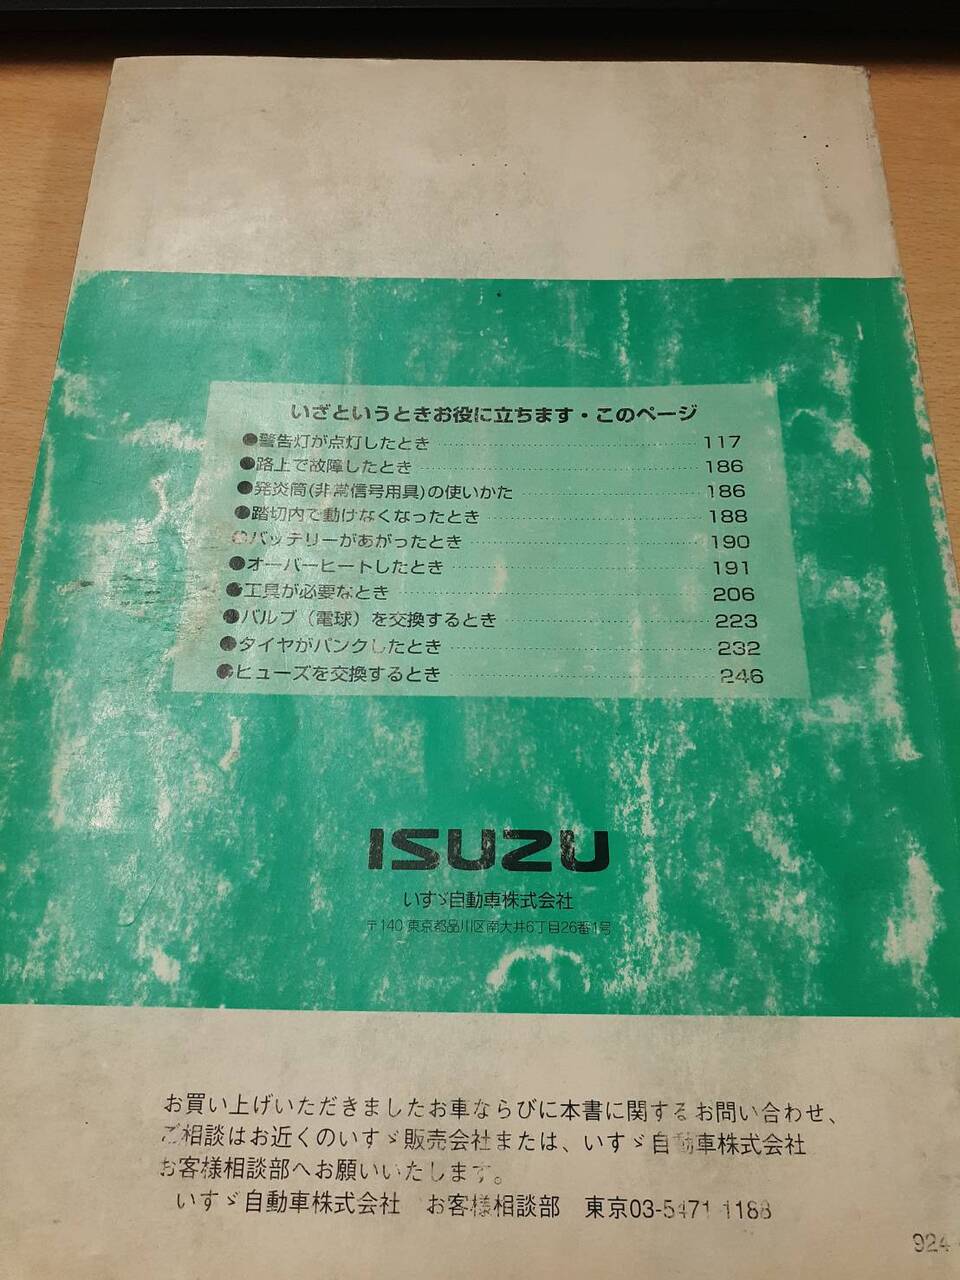 いざというときお役に立ちます・このページ
●警告灯が点灯したとき 117
●路上で故障したとき 186
●発炎筒(非常信号用具)の使いかた 186
●踏切内で動けなくなったとき 188
●バッテリーがあがったとき 190
●オーバーヒートしたとき 191
●工具が必要なとき 206
●バルブ（電球）を交換するとき 223
●タイヤがパンクしたとき 232
●ヒューズを交換するとき 246
ISUZU
いすゞ自動車株式会社
〒140 東京都品川区南大井6丁目26番1号
お買い上げいただきましたお車ならびに本書に関するお問い合わせ、
ご相談はお近くのいすゞ販売会社または、いすゞ自動車株式会社
お客様相談部へお願いいたします。
いすゞ自動車株式会社 お客様相談部 東京03-5471-1188
924